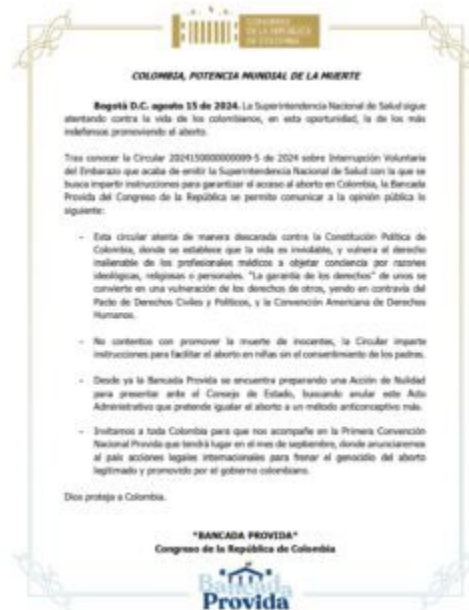 CONGRESO
DE LA REPÚBLICA
DE COLOMBIA
COLOMBIA, POTENCIA MUNDIAL DE LA MUERTE
Bogotá D.C. agosto 15 de 2024. La Superintendencia Nacional de Salud sigue
atentando contra la vida de los colombianos, en esta oportunidad, la de los más
indefensos promoviendo el aborto.
Tras conocer la Circular 2024150000000009-5 de 2024 sobre Interrupción Voluntaria
del Embarazo que acaba de emitir la Superintendencia Nacional de Salud con la que se
busca impartir instrucciones para garantizar el acceso al aborto en Colombia, la Bancada
Provida del Congreso de la República se permite comunicar a la opinión pública lo
siguiente:
- Esta circular atenta de manera descarada contra la Constitución Política de
Colombia, donde se establece que la vida es inviolable, y vulnera el derecho
inalienable de los profesionales médicos a objetar conciencia por razones
ideológicas, religiosas o personales. "La garantía de los derechos" de unos se
convierte en una vulneración de los derechos de otros, yendo en contravía del
Pacto de Derechos Civiles y Políticos, y la Convención Americana de Derechos
Humanos.
- No contentos con promover la muerte de inocentes, la Circular imparte
instrucciones para facilitar el aborto en niñas sin el consentimiento de los padres.
- Desde ya la Bancada Provida se encuentra preparando una Acción de Nulidad
para presentar ante el Consejo de Estado, buscando anular este Acto
Administrativo que pretende igualar el aborto a un método anticonceptivo más.
- Invitamos a toda Colombia para que nos acompañe en la Primera Convención
Nacional Provida que tendrá lugar en el mes de septiembre, donde anunciaremos
al país acciones legales internacionales para frenar el genocidio del aborto
legitimado y promovido por el gobierno colombiano.
Dios proteja a Colombia.
"BANCADA PROVIDA"
Congreso de la República de Colombia
Bancada
Provida